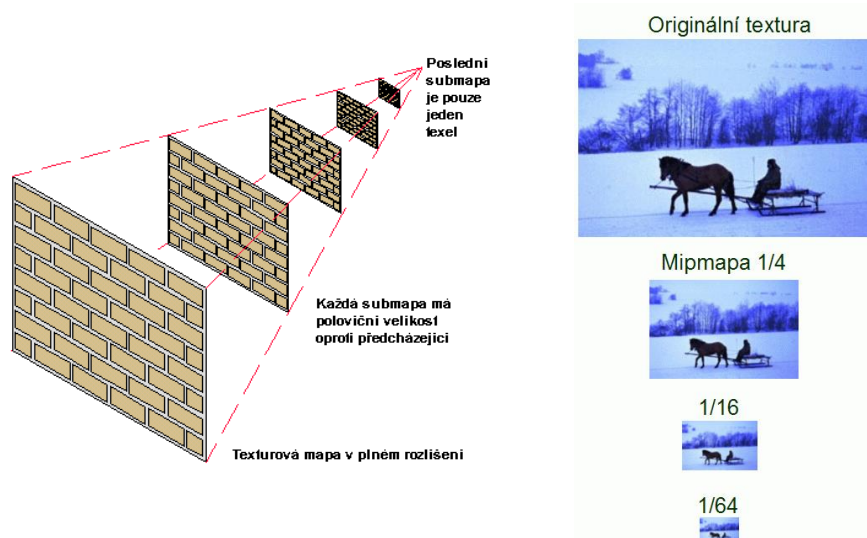 Poslední
submapa
je pouze
jeden
texel
Každá submapa má
poloviční velikost
oproti předcházející
Texturová mapa v plném rozlišení
Originální textura
Mipmapa 1/4
1/16
1/64